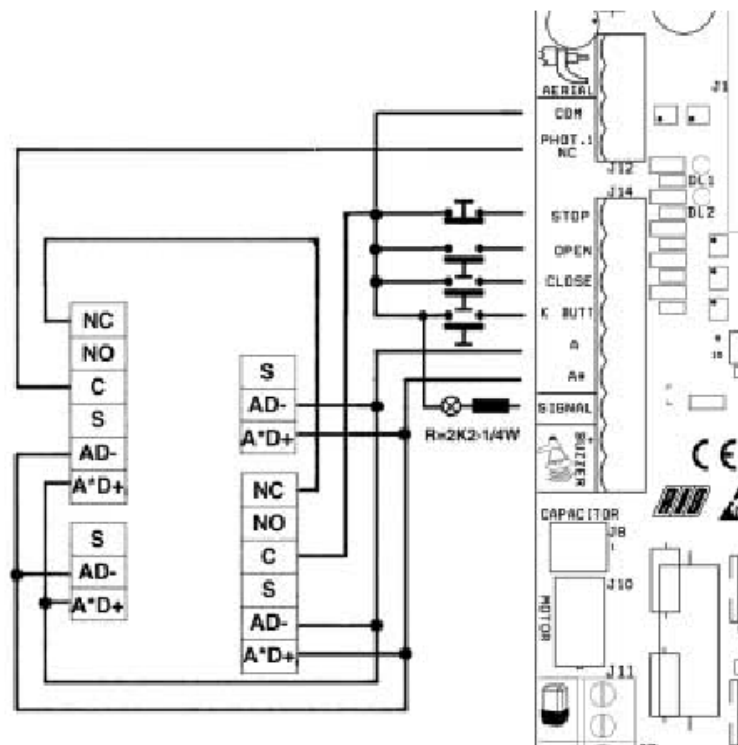 AERIAL
COM
PHOT.1
NC
J12
J14
DL1
DL2
STOP
OPEN
CLOSE
K BUTT
A
A*
SIGNAL
R=2K2-1/4W
BUZZER
CAPACITOR
J8
J10
MOTOR
J11
CE
RIB
NC
NO
C
S
AD-
A*D+
S
AD-
A*D+
S
AD-
A*D+
NC
NO
C
S
AD-
A*D+